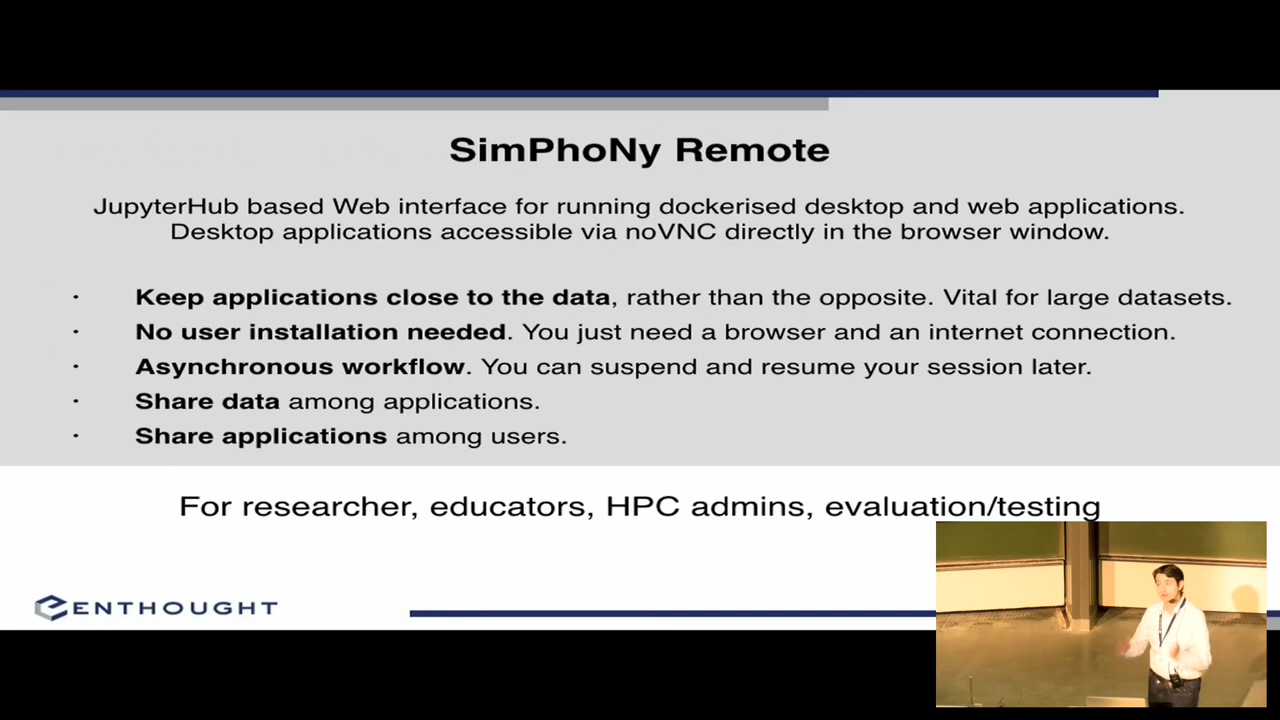 SimPhoNy Remote
JupyterHub based Web interface for running dockerised desktop and web applications.
Desktop applications accessible via noVNC directly in the browser window.
· Keep applications close to the data, rather than the opposite. Vital for large datasets.
· No user installation needed. You just need a browser and an internet connection.
· Asynchronous workflow. You can suspend and resume your session later.
· Share data among applications.
· Share applications among users.
For researcher, educators, HPC admins, evaluation/testing
ENTHOUGHT